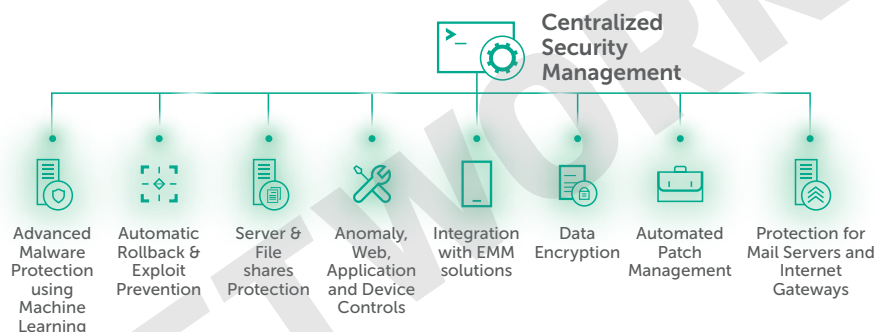 >_
Centralized
Security
Management
Advanced
Malware
Protection
using
Machine
Learning
Automatic
Rollback &
Exploit
Prevention
Server &
File
shares
Protection
Anomaly,
Web,
Application
and Device
Controls
Integration
with EMM
solutions
Data
Encryption
Automated
Patch
Management
Protection for
Mail Servers and
Internet
Gateways